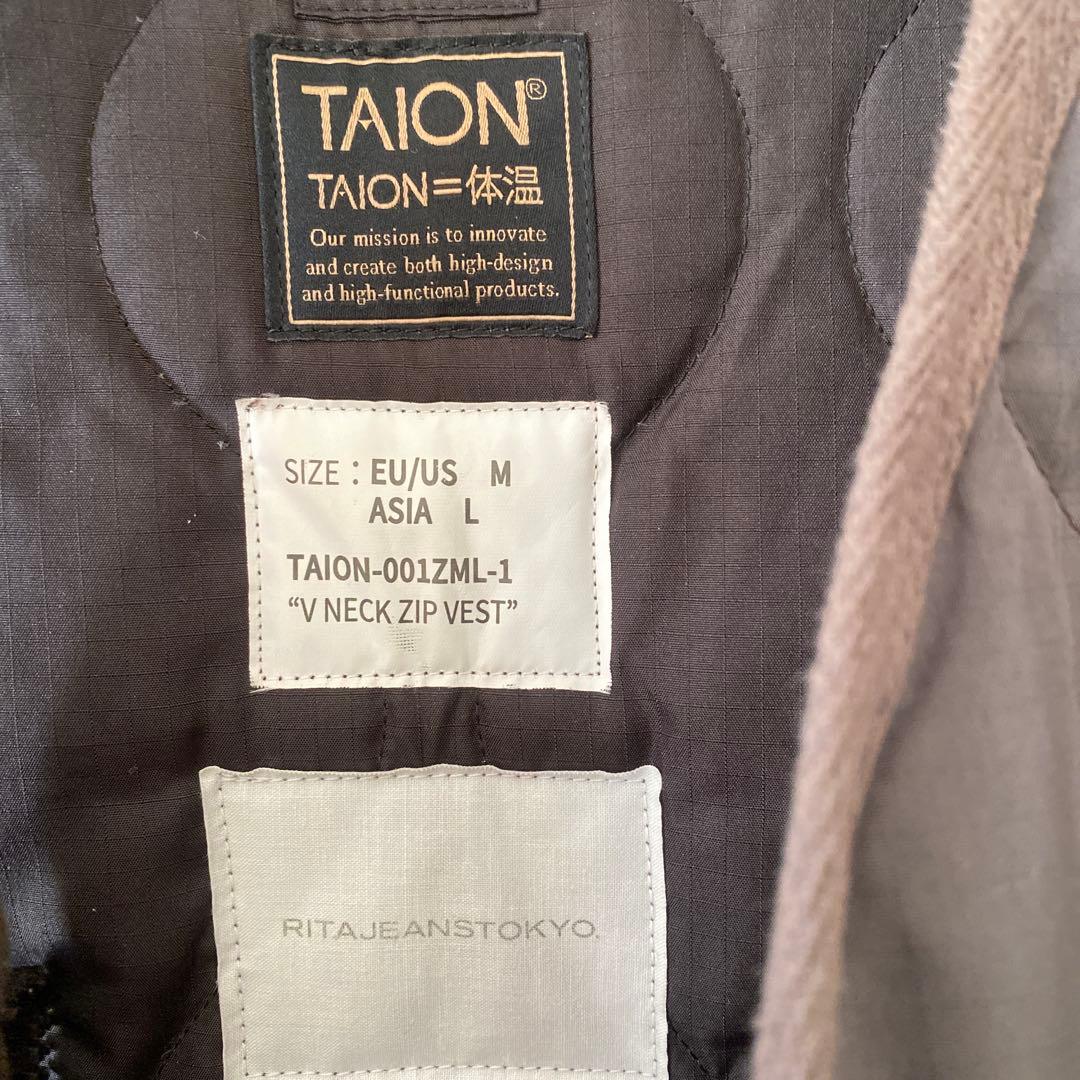 TAION®
TAION=体温
Our mission is to innovate
and create both high-design
and high-functional products.
SIZE : EU/US M
ASIA L
TAION-001ZML-1
“V NECK ZIP VEST”
RITAJEANSTOKYO.